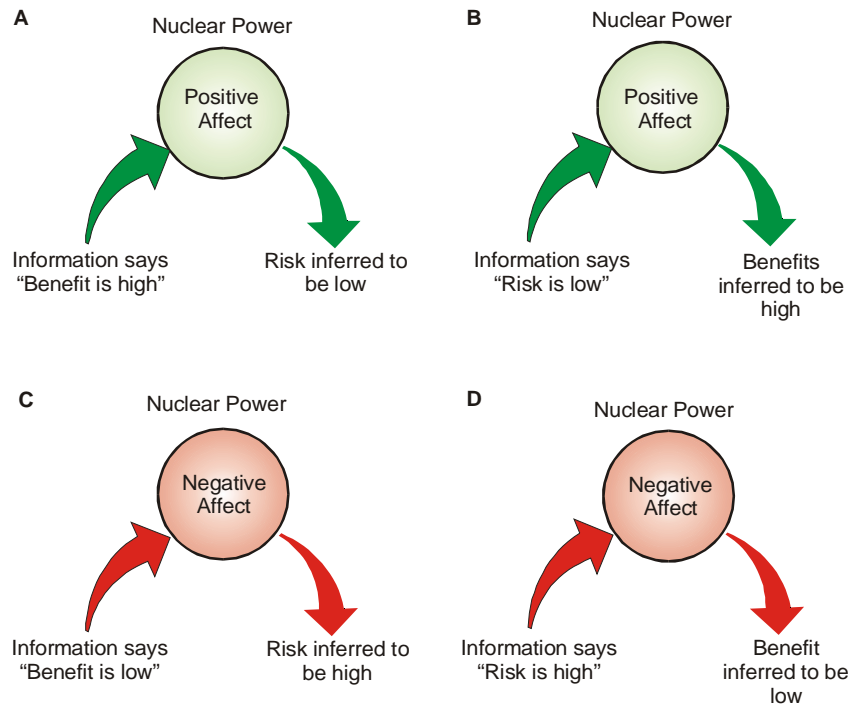 A
Nuclear Power
Positive
Affect
Information says
“Benefit is high”
Risk inferred to
be low
B
Nuclear Power
Positive
Affect
Information says
“Risk is low”
Benefits
inferred to be
high
C
Nuclear Power
Negative
Affect
Information says
“Benefit is low”
Risk inferred to
be high
D
Nuclear Power
Negative
Affect
Information says
“Risk is high”
Benefit
inferred to be
low